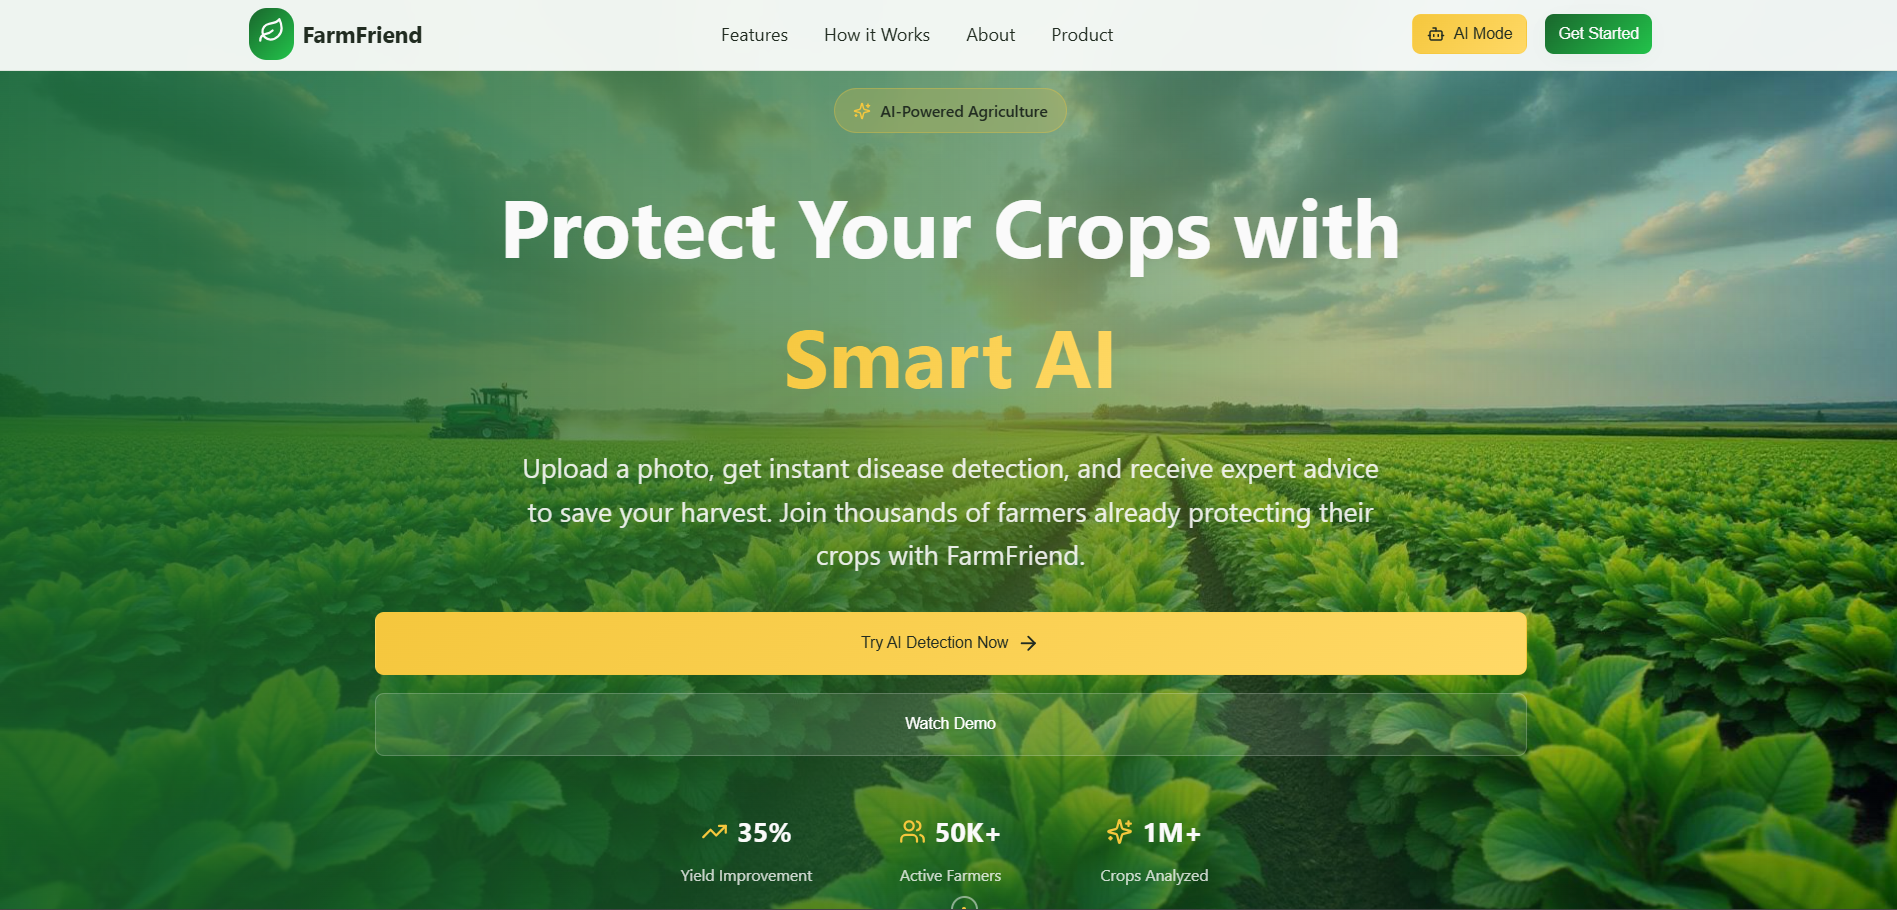 FarmFriend
Features
How it Works
About
Product
AI Mode
Get Started
AI-Powered Agriculture
Protect Your Crops with
Smart AI
Upload a photo, get instant disease detection, and receive expert advice
to save your harvest. Join thousands of farmers already protecting their
crops with FarmFriend.
Try AI Detection Now
Watch Demo
35%
Yield Improvement
50K+
Active Farmers
1M+
Crops Analyzed